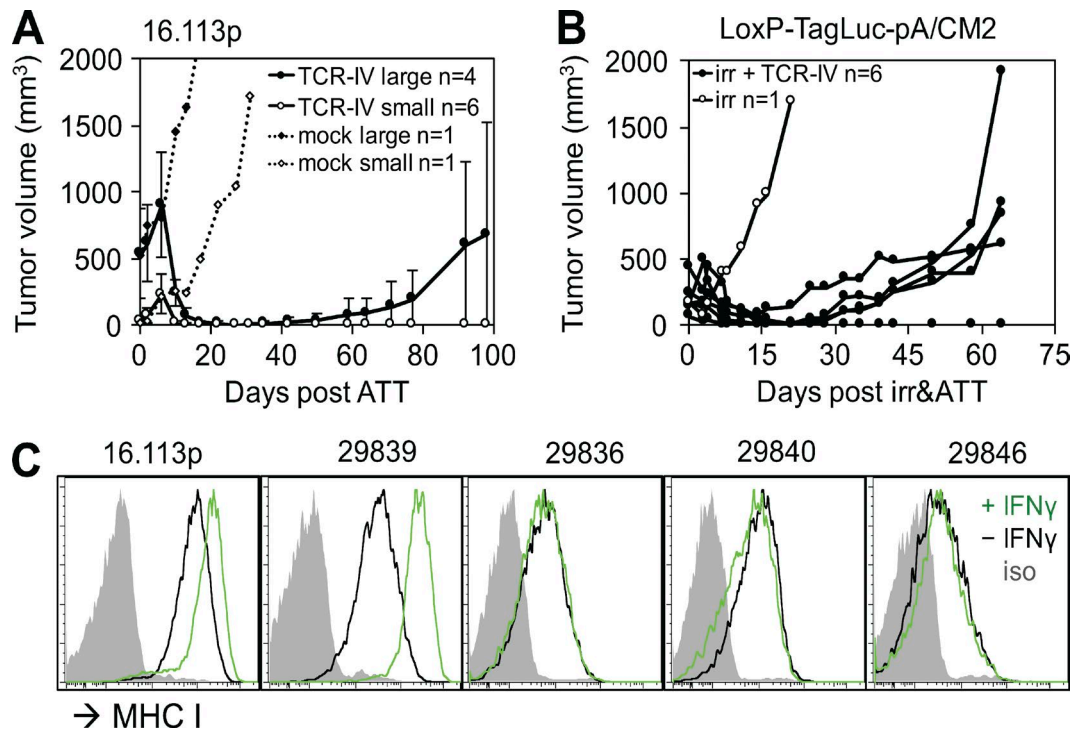 A
16.113p
2000
1500
1000
500
0
Tumor volume (mm³)
TCR-IV large n=4
TCR-IV small n=6
mock large n=1
mock small n=1
0 20 40 60 80 100
Days post ATT
B
LoxP-TagLuc-pA/CM2
2000
1500
1000
500
0
Tumor volume (mm³)
irr + TCR-IV n=6
irr n=1
0 15 30 45 60 75
Days post irr&ATT
C
16.113p 29839 29836 29840 29846
+ IFNγ
– IFNγ
iso
→ MHC I